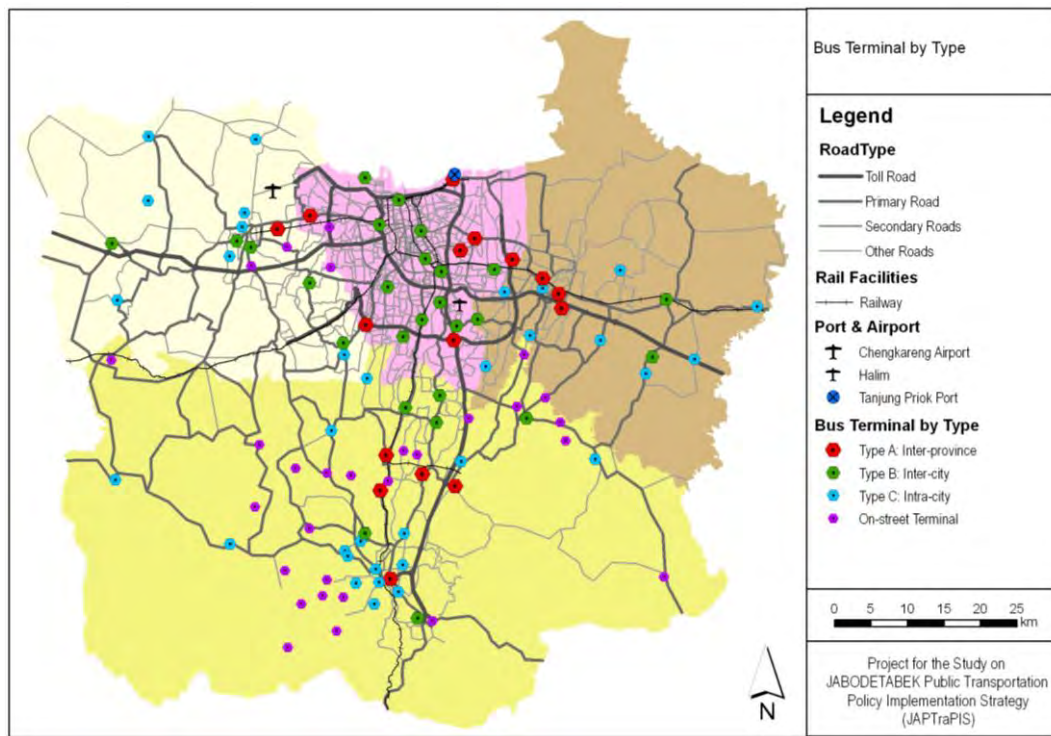 Bus Terminal by Type
Legend
RoadType
Toll Road
Primary Road
Secondary Roads
Other Roads
Rail Facilities
Railway
Port & Airport
Chengkareng Airport
Halim
Tanjung Priok Port
Bus Terminal by Type
Type A: Inter-province
Type B: Inter-city
Type C: Intra-city
On-street Terminal
0 5 10 15 20 25
km
N
Project for the Study on
JABODETABEK Public Transportation
Policy Implementation Strategy
(JAPTraPIS)